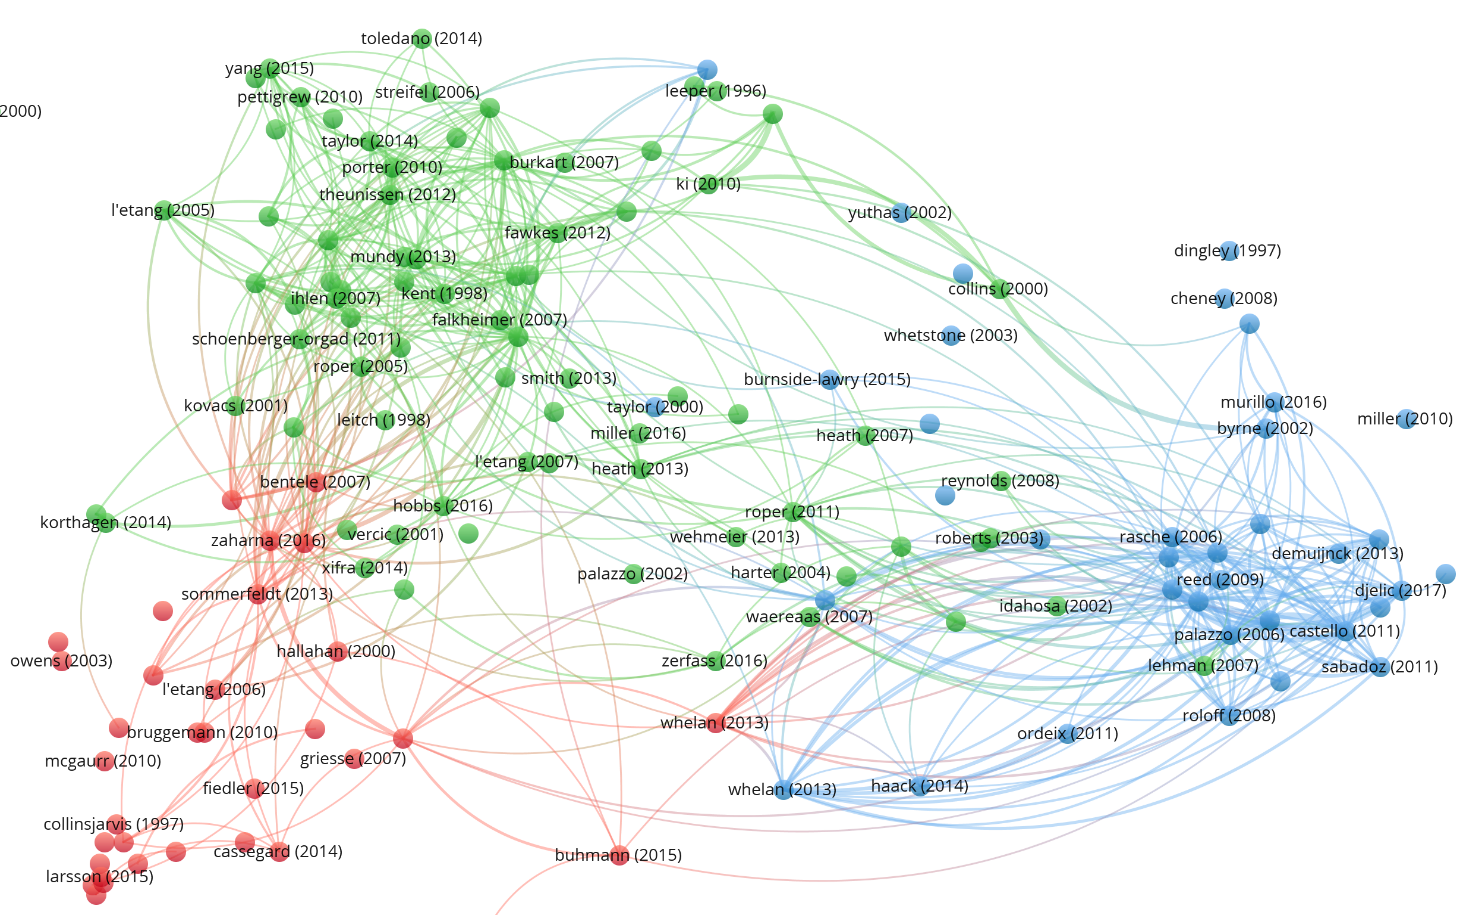 toledano (2014)
yang (2015)
pettigrew (2010)
streifel (2006)
leeper (1996)
2000)
taylor (2014)
porter (2010)
burkart (2007)
theunissen (2012)
ki (2010)
l'etang (2005)
yuthas (2002)
fawkes (2012)
dingley (1997)
mundy (2013)
collins (2000)
ihlen (2007)
kent (1998)
cheney (2008)
falkheimer (2007)
whetstone (2003)
schoenberger-orgad (2011)
roper (2005)
smith (2013)
burnside-lawry (2015)
kovacs (2001)
taylor (2000)
murillo (2016)
leitch (1998)
miller (2010)
miller (2016)
heath (2007)
byrne (2002)
l'etang (2007)
heath (2013)
bentele (2007)
reynolds (2008)
hobbs (2016)
roper (2011)
korthagen (2014)
zaharna (2016)
vercic (2001)
wehmeier (2013)
roberts (2003)
rasche (2006)
demuijnck (2013)
xifra (2014)
palazzo (2002)
harter (2004)
reed (2009)
sommerfeldt (2013)
djelic (2017)
idahosa (2002)
waereaas (2007)
palazzo (2006)
castello (2011)
hallahan (2000)
owens (2003)
zerfass (2016)
lehman (2007)
sabadoz (2011)
l'etang (2006)
whelan (2013)
roloff (2008)
bruggemann (2010)
ordeix (2011)
mcgaurr (2010)
griesse (2007)
fiedler (2015)
whelan (2013)
haack (2014)
collinsjarvis (1997)
cassegard (2014)
buhmann (2015)
larsson (2015)